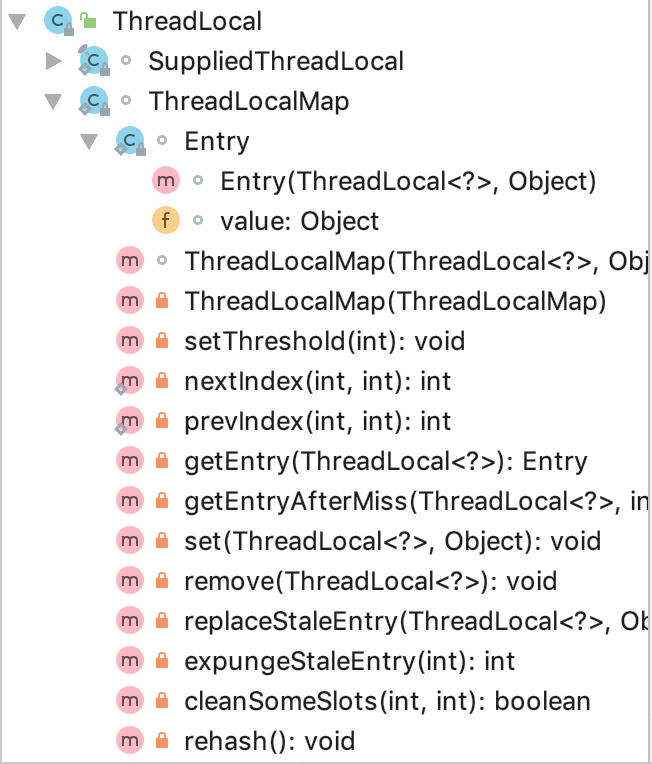 ThreadLocal
SuppliedThreadLocal
ThreadLocalMap
Entry
Entry(ThreadLocal<?>, Object)
value: Object
ThreadLocalMap(ThreadLocal<?>, Obj
ThreadLocalMap(ThreadLocalMap)
setThreshold(int): void
nextIndex(int, int): int
prevIndex(int, int): int
getEntry(ThreadLocal<?>): Entry
getEntryAfterMiss(ThreadLocal<?>, in
set(ThreadLocal<?>, Object): void
remove(ThreadLocal<?>): void
replaceStaleEntry(ThreadLocal<?>, Ob
expungeStaleEntry(int): int
cleanSomeSlots(int, int): boolean
rehash(): void